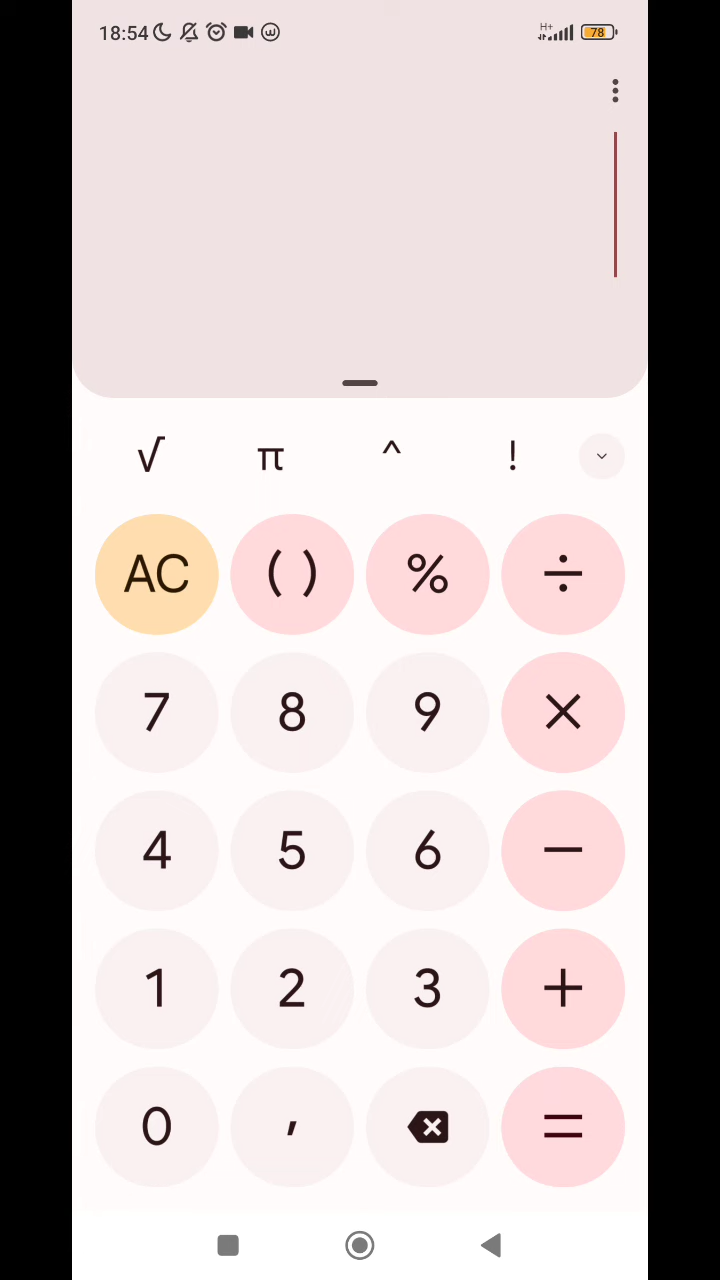 18:54 H+ 78
√ π ^ !
AC ( ) % ÷
7 8 9 ×
4 5 6 −
1 2 3 +
0 , =